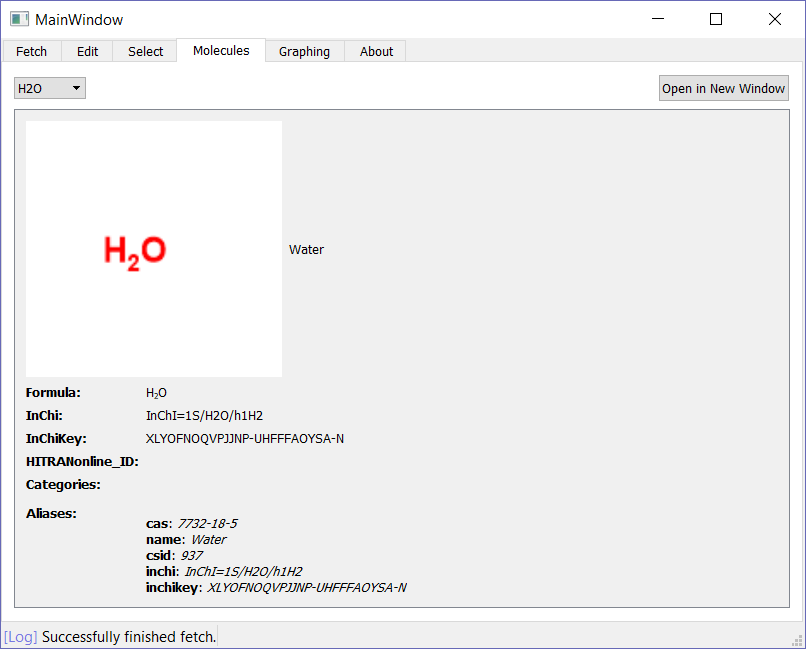 MainWindow
Fetch Edit Select Molecules Graphing About
H2O Open in New Window
H₂O
Water
Formula: H₂O
InChi: InChI=1S/H2O/h1H2
InChiKey: XLYOFNOQVPJJNP-UHFFFAOYSA-N
HITRANonline_ID:
Categories:
Aliases:
cas: 7732-18-5
name: Water
csid: 937
inchi: InChI=1S/H2O/h1H2
inchikey: XLYOFNOQVPJJNP-UHFFFAOYSA-N
[Log] Successfully finished fetch.